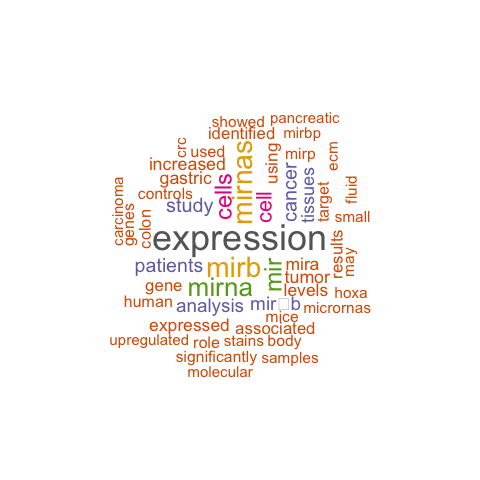 showed
pancreatic
identified
mirbp
crc
used
mirnas
using
mirp
ecm
increased
gastric
cells
cell
cancer
tissues
target
fluid
carcinoma
genes
controls
colon
study
small
expression
results
may
patients
mirb
mir
mira
tumor
gene
mirna
levels
hoxa
human
analysis
mir□b
micrornas
mice
expressed
associated
upregulated
role
stains
body
significantly
samples
molecular